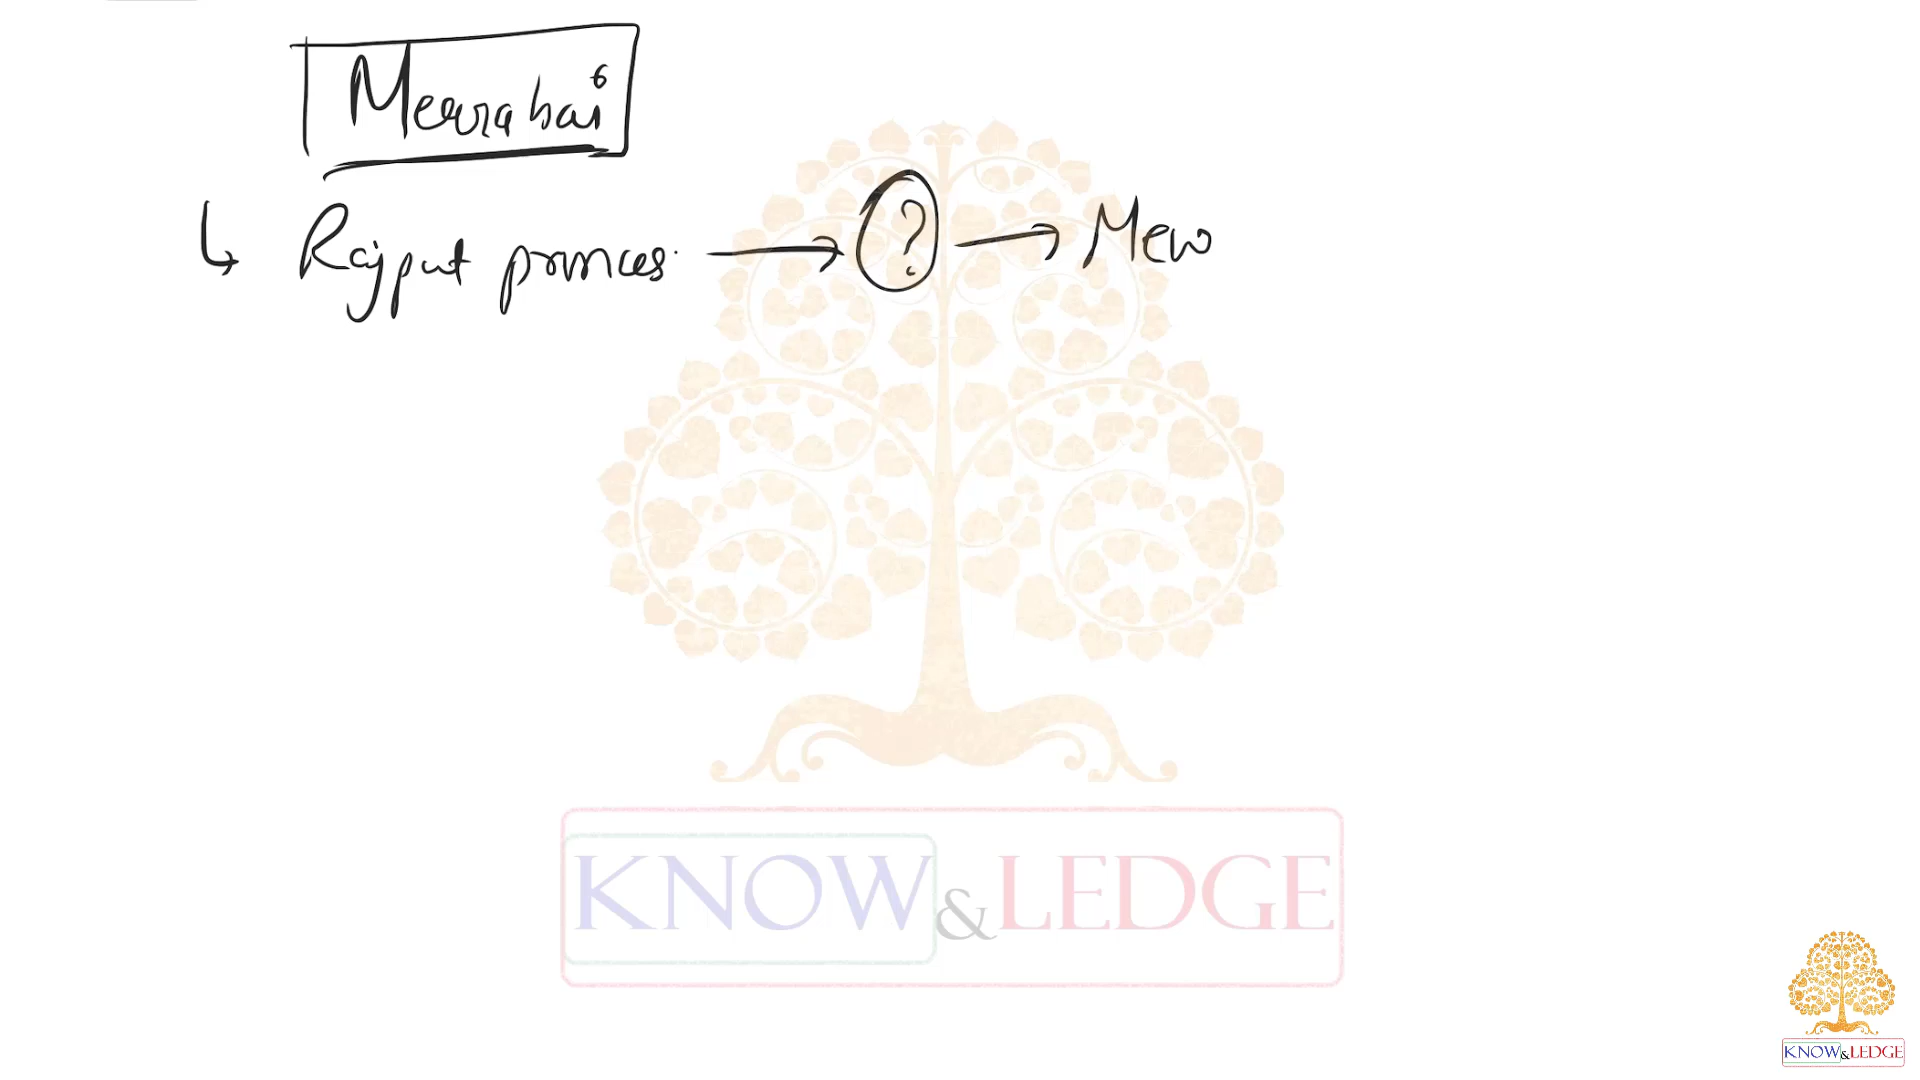 Meerabai
↳ Rajput princess → ? → Mew
KNOW&LEDGE
KNOW&LEDGE